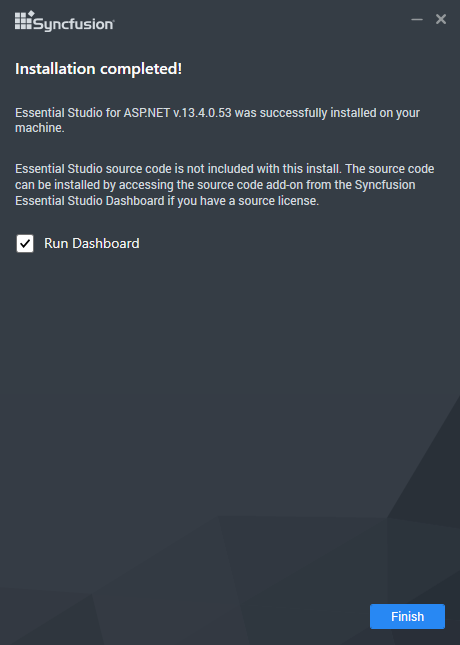 Syncfusion
Installation completed!
Essential Studio for ASP.NET v.13.4.0.53 was successfully installed on your
machine.
Essential Studio source code is not included with this install. The source code
can be installed by accessing the source code add-on from the Syncfusion
Essential Studio Dashboard if you have a source license.
Run Dashboard
Finish